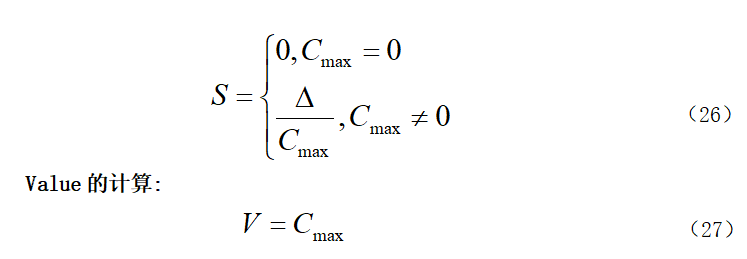 S = { 0, C_max = 0
Δ / C_max , C_max ≠ 0 （26）
Value 的计算:
V = C_max （27）